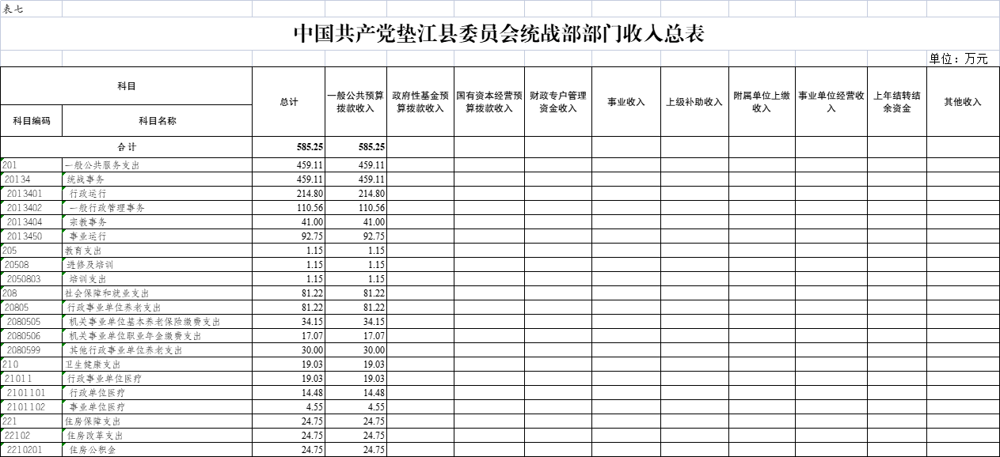 表七
中国共产党垫江县委员会统战部部门收入总表
单位：万元
科目 总计 一般公共预算拨款收入 政府性基金预算拨款收入 国有资本经营预算拨款收入 财政专户管理资金收入 事业收入 上级补助收入 附属单位上缴收入 事业单位经营收入 上年结转结余资金 其他收入
科目编码 科目名称
合计 585.25 585.25
201 一般公共服务支出 459.11 459.11
20134 统战事务 459.11 459.11
2013401 行政运行 214.80 214.80
2013402 一般行政管理事务 110.56 110.56
2013404 宗教事务 41.00 41.00
2013450 事业运行 92.75 92.75
205 教育支出 1.15 1.15
20508 进修及培训 1.15 1.15
2050803 培训支出 1.15 1.15
208 社会保障和就业支出 81.22 81.22
20805 行政事业单位养老支出 81.22 81.22
2080505 机关事业单位基本养老保险缴费支出 34.15 34.15
2080506 机关事业单位职业年金缴费支出 17.07 17.07
2080599 其他行政事业单位养老支出 30.00 30.00
210 卫生健康支出 19.03 19.03
21011 行政事业单位医疗 19.03 19.03
2101101 行政单位医疗 14.48 14.48
2101102 事业单位医疗 4.55 4.55
221 住房保障支出 24.75 24.75
22102 住房改革支出 24.75 24.75
2210201 住房公积金 24.75 24.75